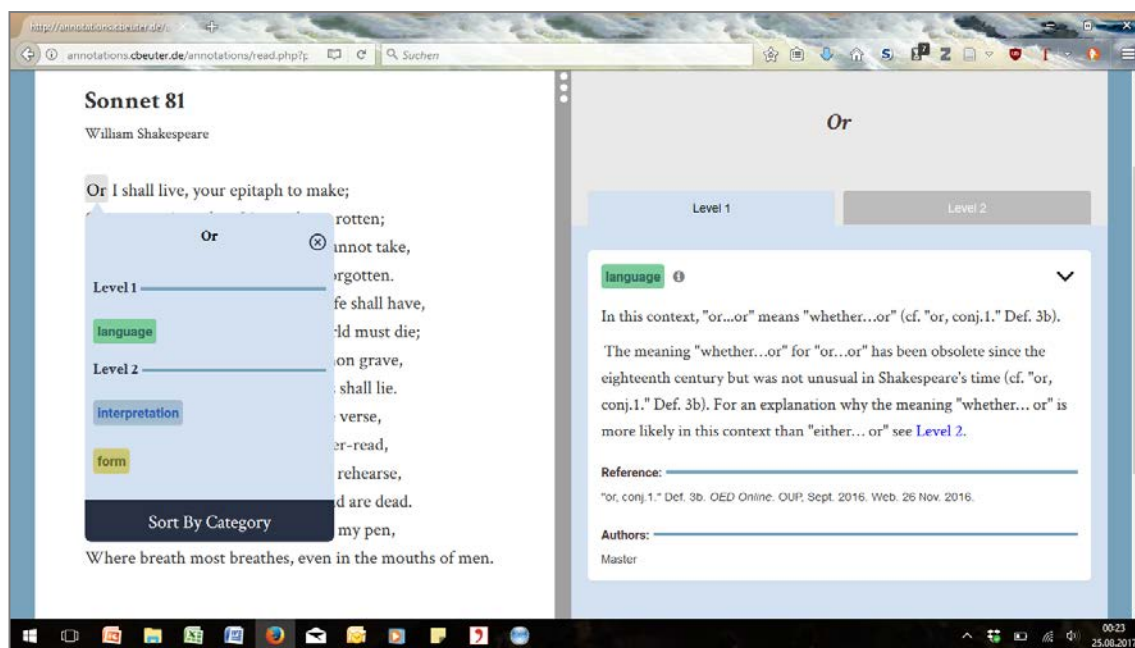 http://annotations.cbeuter.de/
annotations.cbeuter.de/annotations/read.php?p
Suchen
Sonnet 81
William Shakespeare
Or I shall live, your epitaph to make;
rotten;
annot take,
rgotten.
fe shall have,
rld must die;
on grave,
shall lie.
verse,
er-read,
rehearse,
d are dead.
my pen,
Where breath most breathes, even in the mouths of men.
Or
Level 1
language
Level 2
interpretation
form
Sort By Category
Or
Level 1
Level 2
language
In this context, "or...or" means "whether...or" (cf. "or, conj.1." Def. 3b).
The meaning "whether...or" for "or...or" has been obsolete since the
eighteenth century but was not unusual in Shakespeare's time (cf. "or,
conj.1." Def. 3b). For an explanation why the meaning "whether... or" is
more likely in this context than "either... or" see Level 2.
Reference:
"or, conj.1." Def. 3b. OED Online. OUP, Sept. 2016. Web. 26 Nov. 2016.
Authors:
Master
00:23
25.08.2017